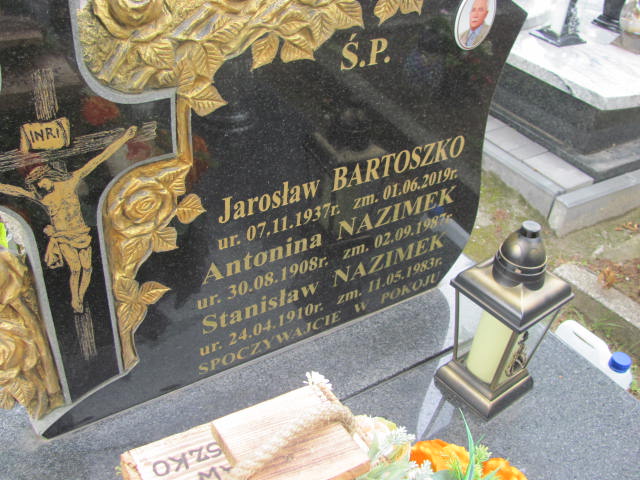 INRI
Ś.P.
Jarosław BARTOSZKO
ur. 07.11.1937r. zm. 01.06.2019r.
Antonina NAZIMEK
ur. 30.08.1908r. zm. 02.09.1987r.
Stanisław NAZIMEK
ur. 24.04.1910r. zm. 11.05.1983r.
SPOCZYWAJCIE W POKOJU